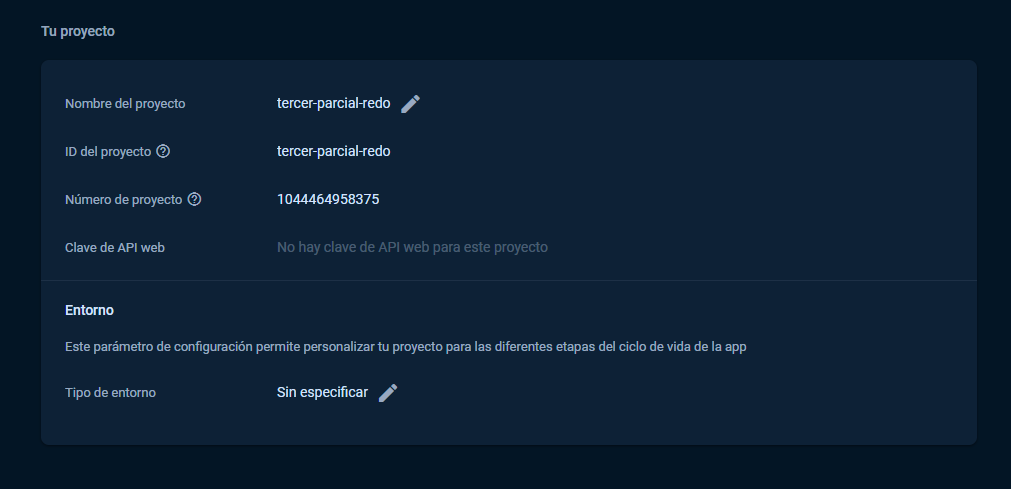 Tu proyecto
Nombre del proyecto
tercer-parcial-redo
ID del proyecto
tercer-parcial-redo
Número de proyecto
1044464958375
Clave de API web
No hay clave de API web para este proyecto
Entorno
Este parámetro de configuración permite personalizar tu proyecto para las diferentes etapas del ciclo de vida de la app
Tipo de entorno
Sin especificar